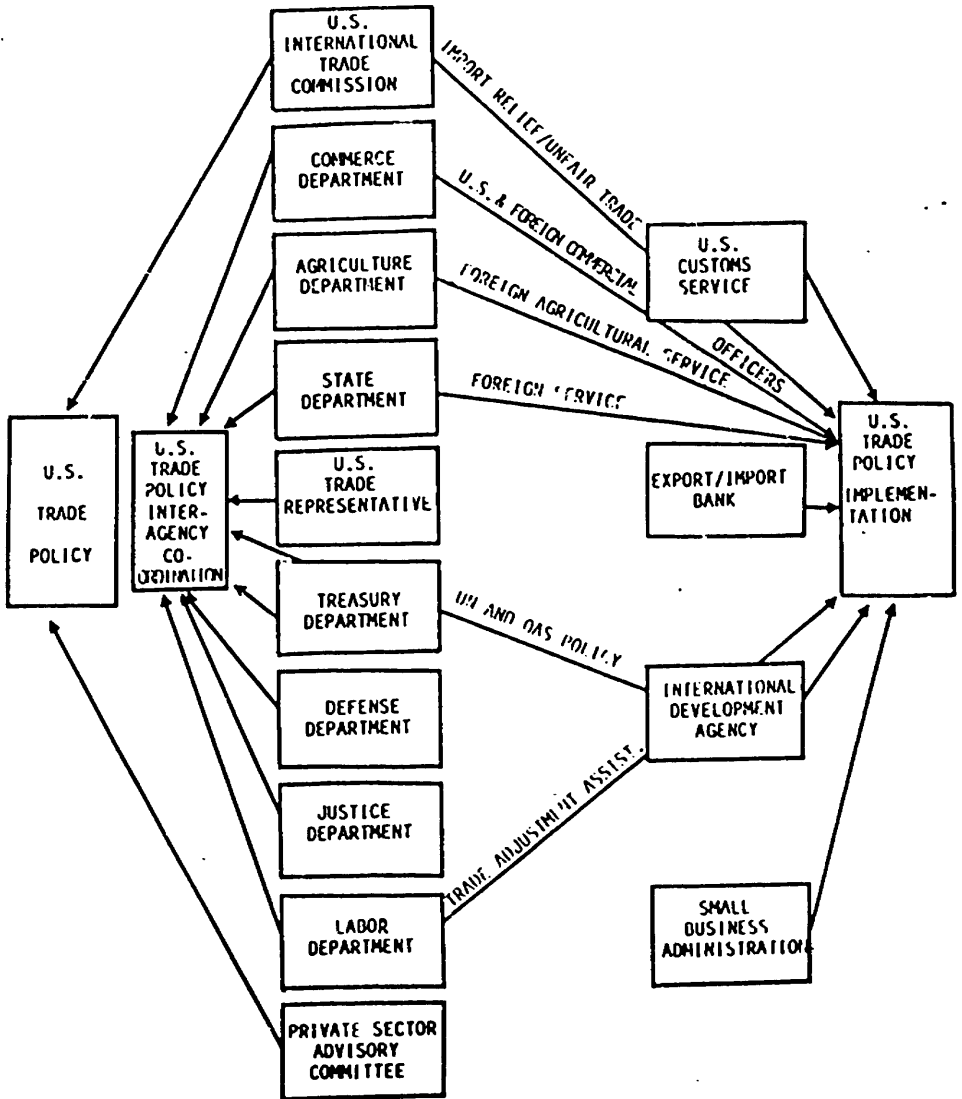 U.S.
INTERNATIONAL
TRADE
COMMISSION
IMPORT RELIEF/UNFAIR TRADE
COMMERCE
DEPARTMENT
U.S. & FOREIGN COMMERCIAL
OFFICERS
U.S.
CUSTOMS
SERVICE
AGRICULTURE
DEPARTMENT
FOREIGN AGRICULTURAL SERVICE
STATE
DEPARTMENT
FOREIGN SERVICE
U.S.
TRADE
POLICY
U.S.
TRADE
POLICY
INTER-
AGENCY
CO-
ORDINATION
U.S.
TRADE
REPRESENTATIVE
EXPORT/IMPORT
BANK
U.S.
TRADE
POLICY
IMPLEMEN-
TATION
TREASURY
DEPARTMENT
AND OAS POLICY
DEFENSE
DEPARTMENT
INTERNATIONAL
DEVELOPMENT
AGENCY
JUSTICE
DEPARTMENT
TRADE ADJUSTMENT ASSIST.
LABOR
DEPARTMENT
SMALL
BUSINESS
ADMINISTRATION
PRIVATE SECTOR
ADVISORY
COMMITTEE